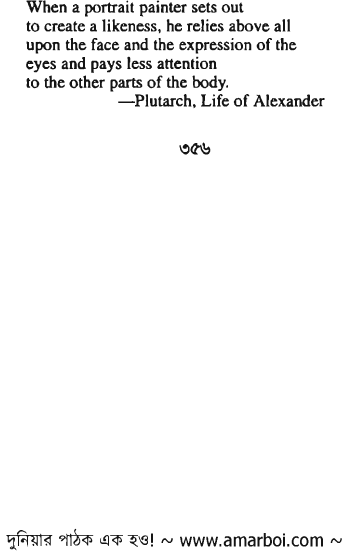 When a portrait painter sets out
to create a likeness, he relies above all
upon the face and the expression of the
eyes and pays less attention
to the other parts of the body.
—Plutarch, Life of Alexander
৩৫৬
দুনিয়ার পাঠক এক হও! ~ www.amarboi.com ~